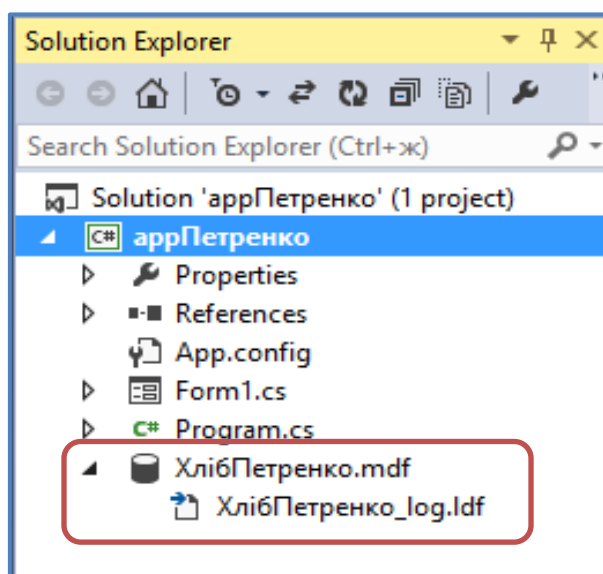 Solution Explorer
Search Solution Explorer (Ctrl+ж)
Solution 'appПетренко' (1 project)
C# appПетренко
Properties
References
App.config
Form1.cs
C# Program.cs
ХлібПетренко.mdf
ХлібПетренко_log.ldf